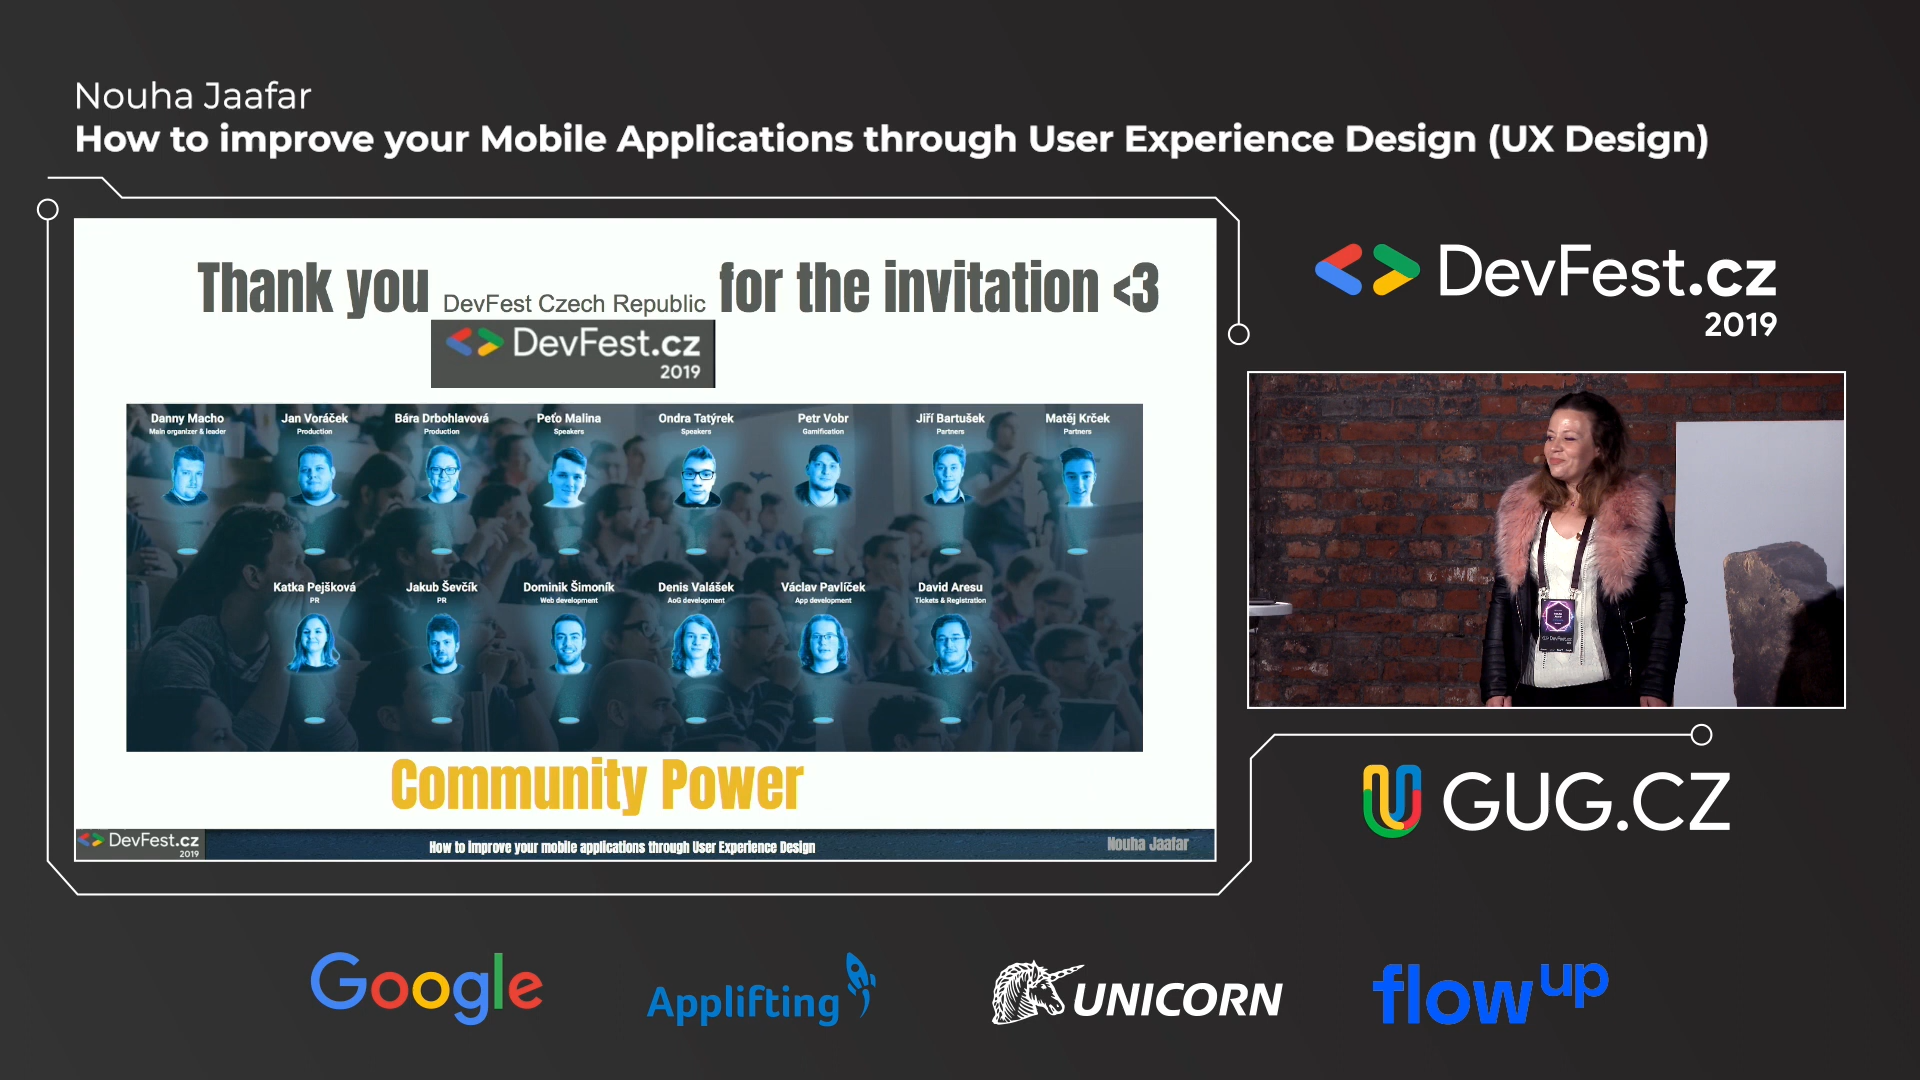 Nouha Jaafar
How to improve your Mobile Applications through User Experience Design (UX Design)
Thank you DevFest Czech Republic for the invitation <3
DevFest.cz
2019
Danny Macho
Main organizer & leader
Jan Voráček
Production
Bára Drbohlavová
Production
Peťo Malina
Speakers
Ondra Tatýrek
Speakers
Petr Vobr
Gamification
Jiří Bartušek
Partners
Matěj Krček
Partners
Katka Pejšková
PR
Jakub Ševčík
PR
Dominik Šimoník
Web development
Denis Valášek
AoG development
Václav Pavlíček
App development
David Aresu
Tickets & Registration
Community Power
DevFest.cz
2019
How to improve your mobile applications through User Experience Design
Nouha Jaafar
DevFest.cz
2019
GUG.CZ
Google
Applifting
UNICORN
flow up